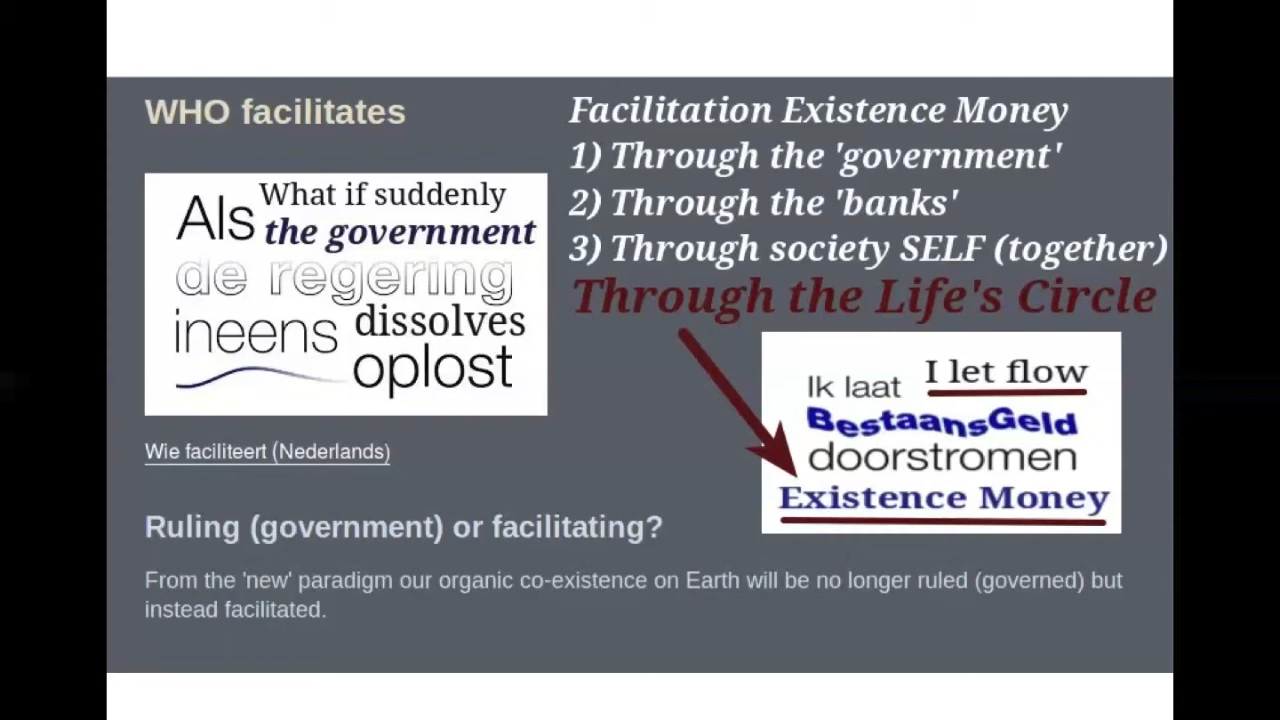 WHO facilitates
Als What if suddenly
the government
de regering
ineens dissolves
oplost
Wie faciliteert (Nederlands)
Facilitation Existence Money
1) Through the 'government'
2) Through the 'banks'
3) Through society SELF (together)
Through the Life's Circle
Ik laat I let flow
BestaansGeld
doorstromen
Existence Money
Ruling (government) or facilitating?
From the 'new' paradigm our organic co-existence on Earth will be no longer ruled (governed) but
instead facilitated.